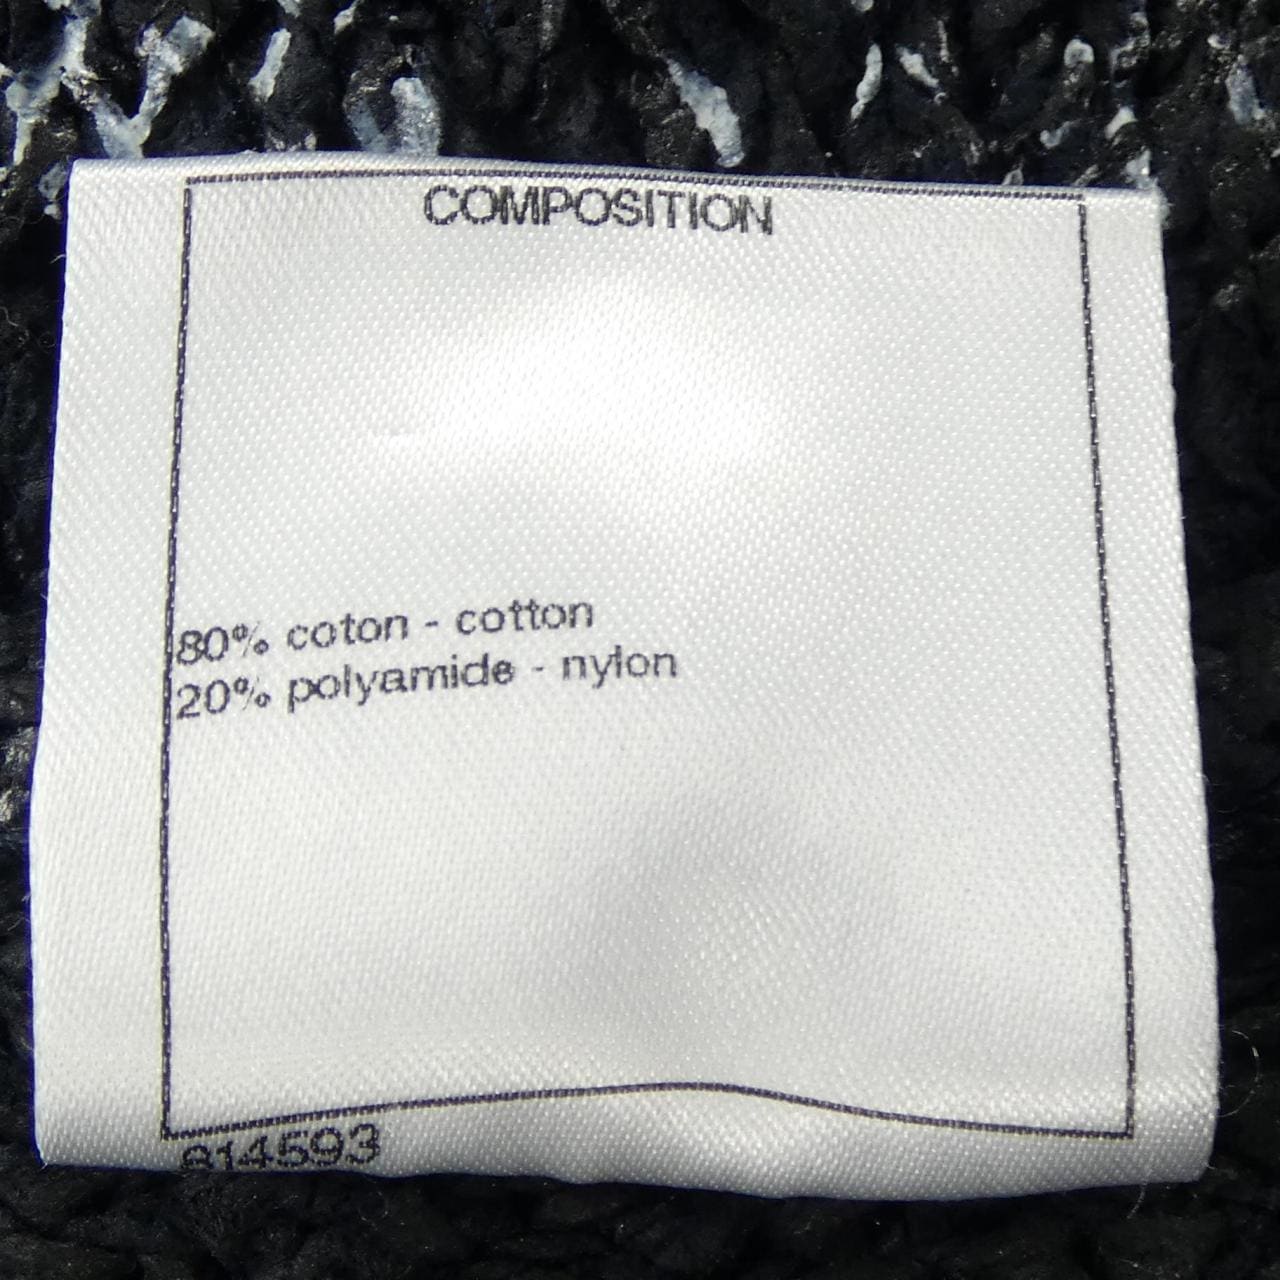 COMPOSITION
80% coton - cotton
20% polyamide - nylon
814593